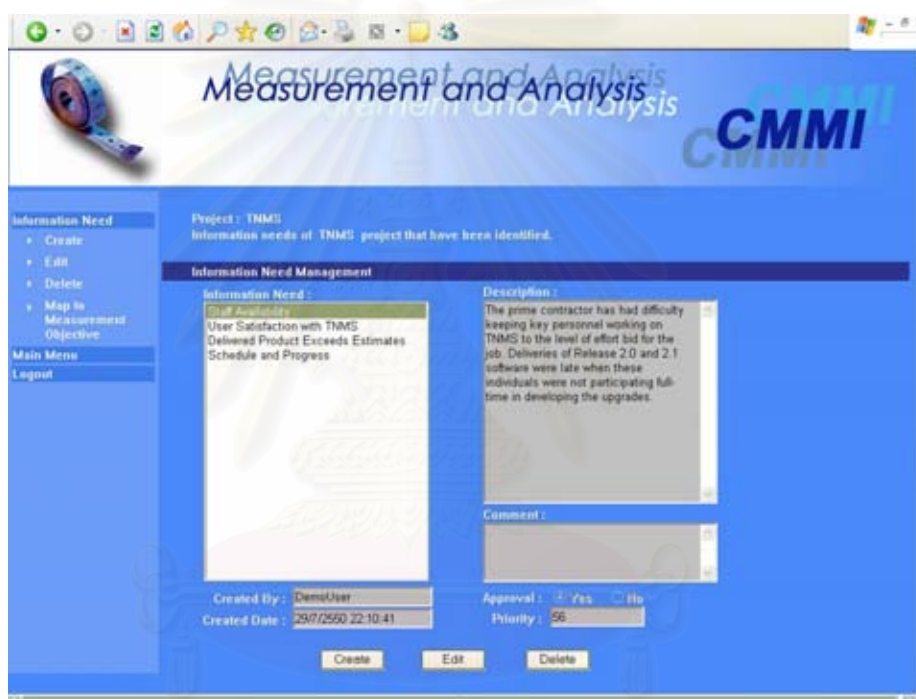 Measurement and Analysis
CMMI
Information Need
Create
Edit
Delete
Map to
Measurement
Objective
Main Menu
Logout
Project : TNMS
Information needs of TNMS project that have been identified.
Information Need Management
Information Need :
Staff Availability
User Satisfaction with TNMS
Delivered Product Exceeds Estimates
Schedule and Progress
Description :
The prime contractor has had difficulty
keeping key personnel working on
TNMS to the level of effort bid for the
job. Deliveries of Release 2.0 and 2.1
software were late when these
individuals were not participating full-
time in developing the upgrades.
Comment :
Created By : DemoUser
Created Date : 29/7/2550 22:10:41
Approval : Yes No
Priority : 56
Create Edit Delete